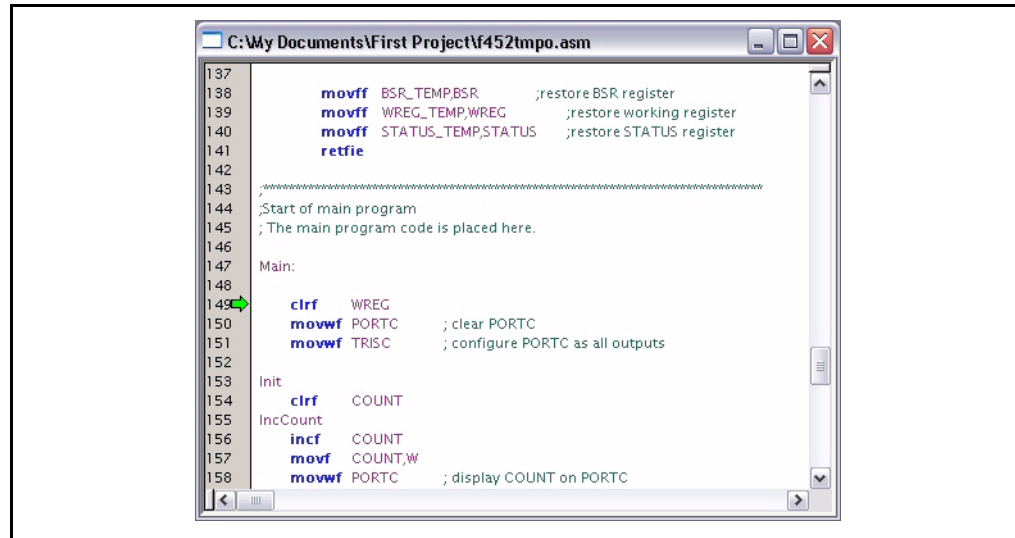 C:\My Documents\First Project\f452tmpo.asm
137
138 movff BSR_TEMP,BSR ;restore BSR register
139 movff WREG_TEMP,WREG ;restore working register
140 movff STATUS_TEMP,STATUS ;restore STATUS register
141 retfie
142
143 ;******************************************************************************
144 ;Start of main program
145 ; The main program code is placed here.
146
147 Main:
148
149 clrf WREG
150 movwf PORTC ; clear PORTC
151 movwf TRISC ; configure PORTC as all outputs
152
153 Init
154 clrf COUNT
155 IncCount
156 incf COUNT
157 movf COUNT,W
158 movwf PORTC ; display COUNT on PORTC